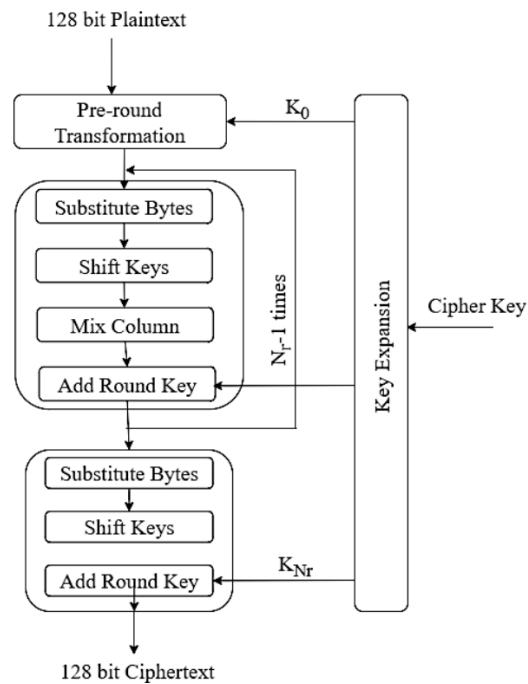 128 bit Plaintext
Pre-round
Transformation
K0
Substitute Bytes
Shift Keys
Mix Column
Add Round Key
Nr-1 times
Key Expansion
Cipher Key
Substitute Bytes
Shift Keys
Add Round Key
KNr
128 bit Ciphertext